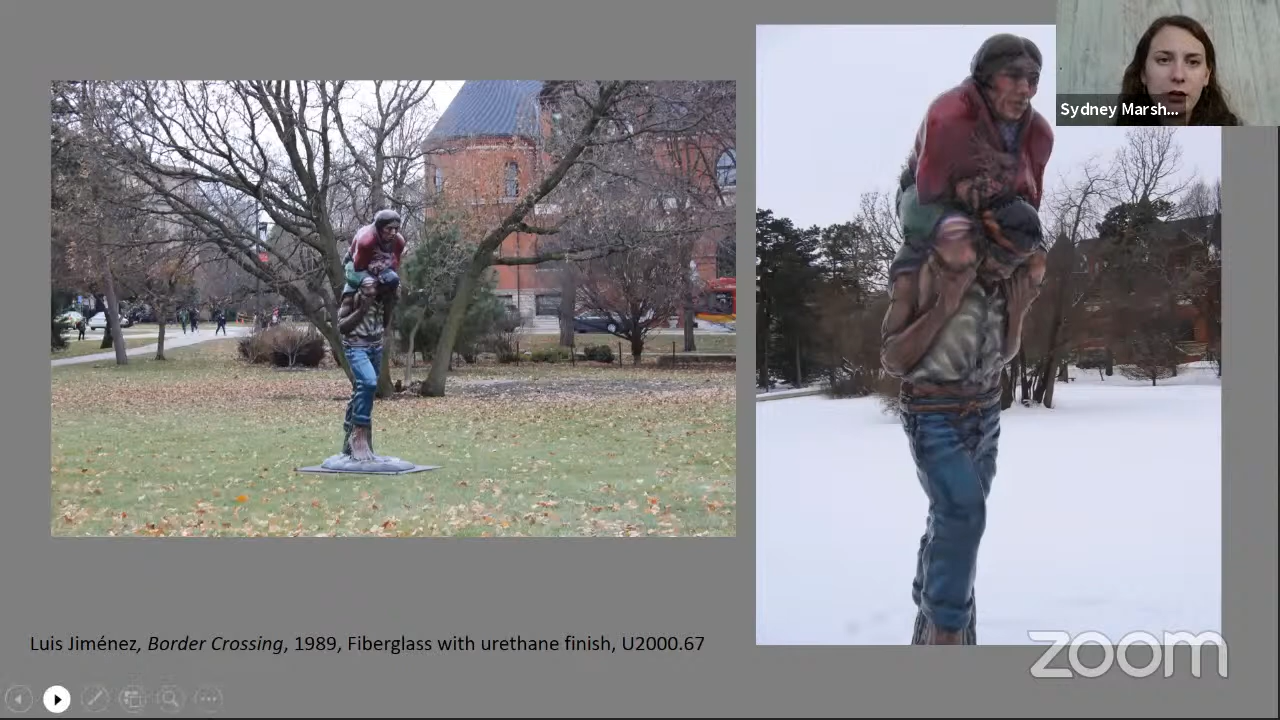 Sydney Marsh...
Luis Jiménez, Border Crossing, 1989, Fiberglass with urethane finish, U2000.67
zoom